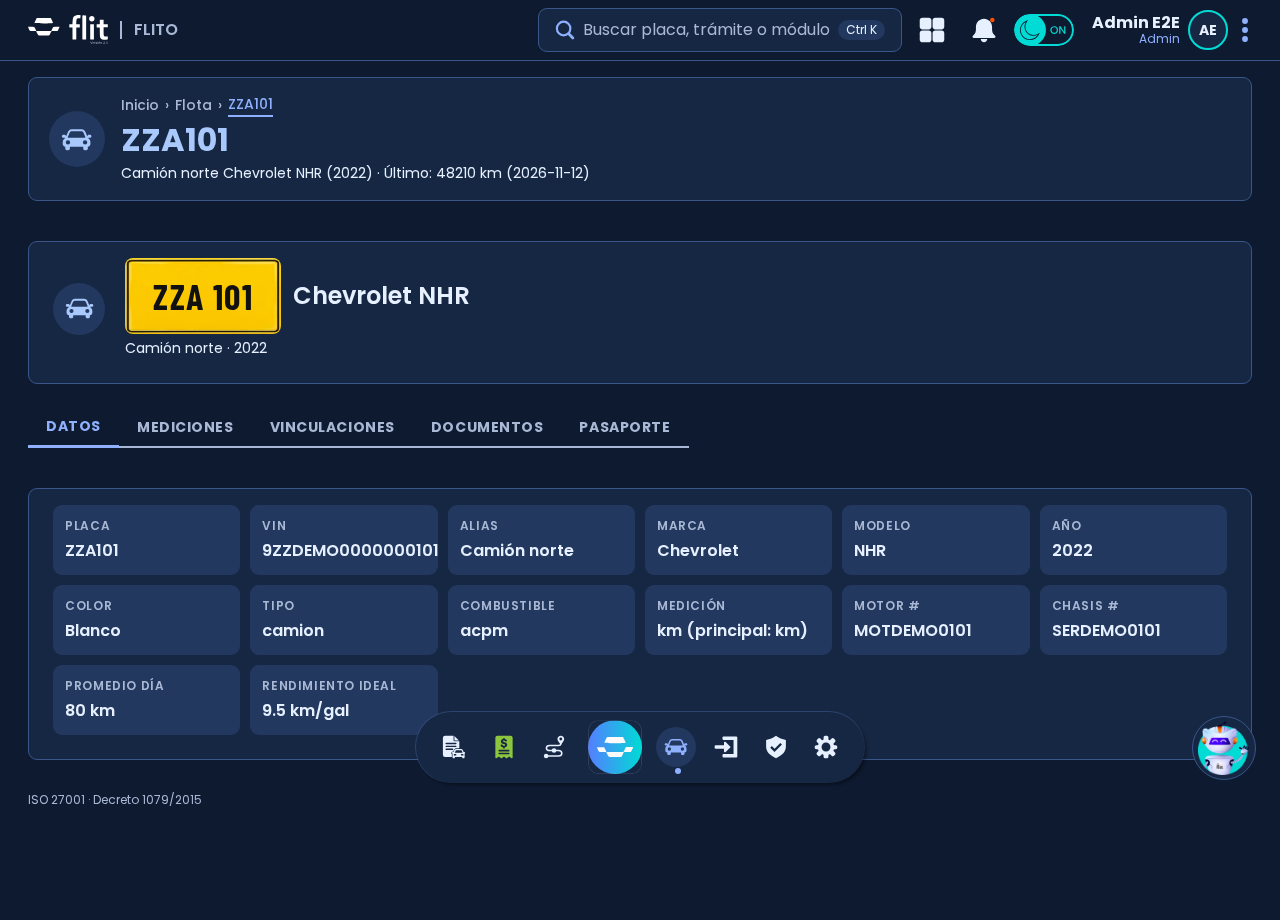 flit | FLITO
Buscar placa, trámite o módulo Ctrl K
ON
Admin E2E
Admin
AE
Inicio › Flota › ZZA101
ZZA101
Camión norte Chevrolet NHR (2022) · Último: 48210 km (2026-11-12)
ZZA 101
Chevrolet NHR
Camión norte · 2022
DATOS MEDICIONES VINCULACIONES DOCUMENTOS PASAPORTE
PLACA VIN ALIAS MARCA MODELO AÑO
ZZA101 9ZZDEMO0000000101 Camión norte Chevrolet NHR 2022
COLOR TIPO COMBUSTIBLE MEDICIÓN MOTOR # CHASIS #
Blanco camion acpm km (principal: km) MOTDEMO0101 SERDEMO0101
PROMEDIO DÍA RENDIMIENTO IDEAL
80 km 9.5 km/gal
ISO 27001 · Decreto 1079/2015